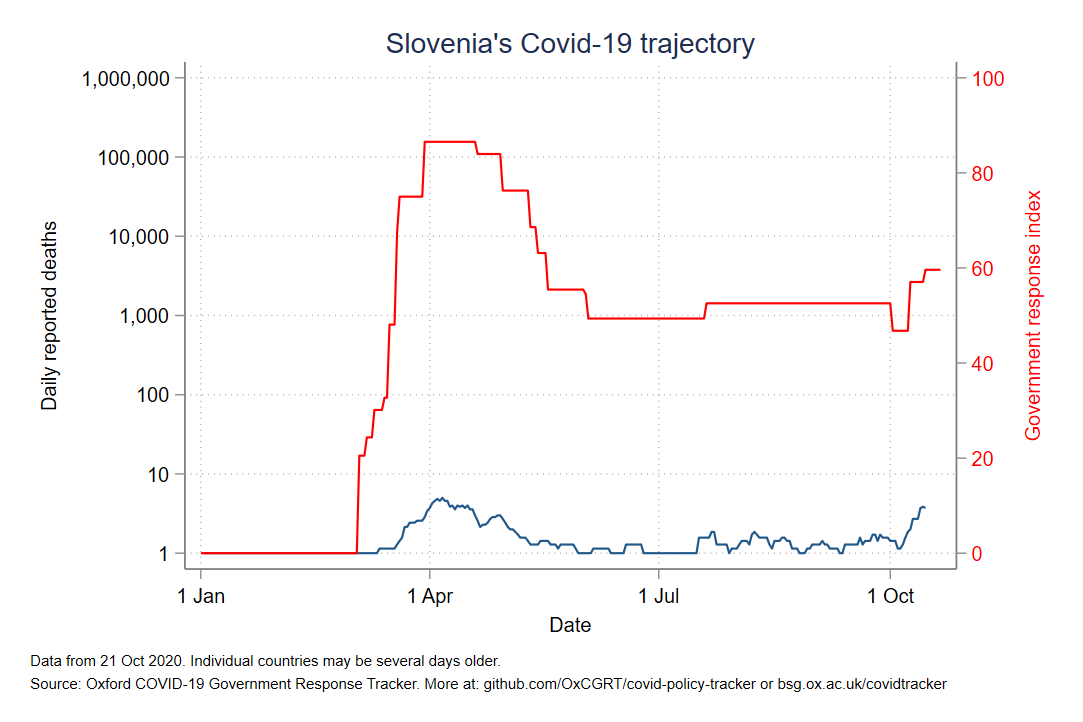 Slovenia's Covid-19 trajectory
1,000,000
100,000
10,000
1,000
100
10
1
Daily reported deaths
100
80
60
40
20
0
Government response index
1 Jan
1 Apr
1 Jul
1 Oct
Date
Data from 21 Oct 2020. Individual countries may be several days older.
Source: Oxford COVID-19 Government Response Tracker. More at: github.com/OxCGRT/covid-policy-tracker or bsg.ox.ac.uk/covidtracker